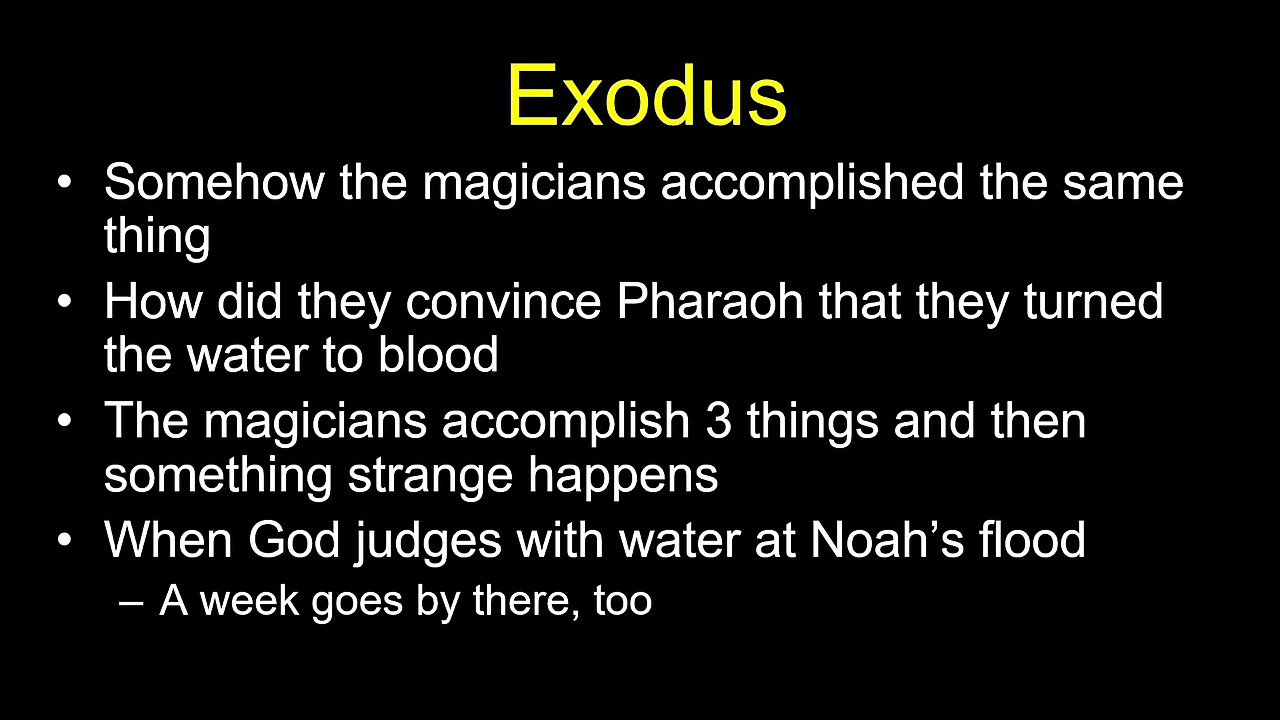 Exodus
• Somehow the magicians accomplished the same
thing
• How did they convince Pharaoh that they turned
the water to blood
• The magicians accomplish 3 things and then
something strange happens
• When God judges with water at Noah’s flood
– A week goes by there, too